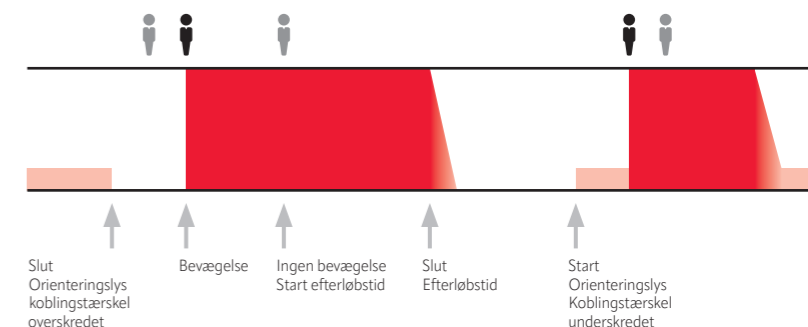 Slut
Orienteringslys
koblingstærskel
overskredet
Bevægelse
Ingen bevægelse
Start efterløbstid
Slut
Efterløbstid
Start
Orienteringslys
Koblingstærskel
underskredet